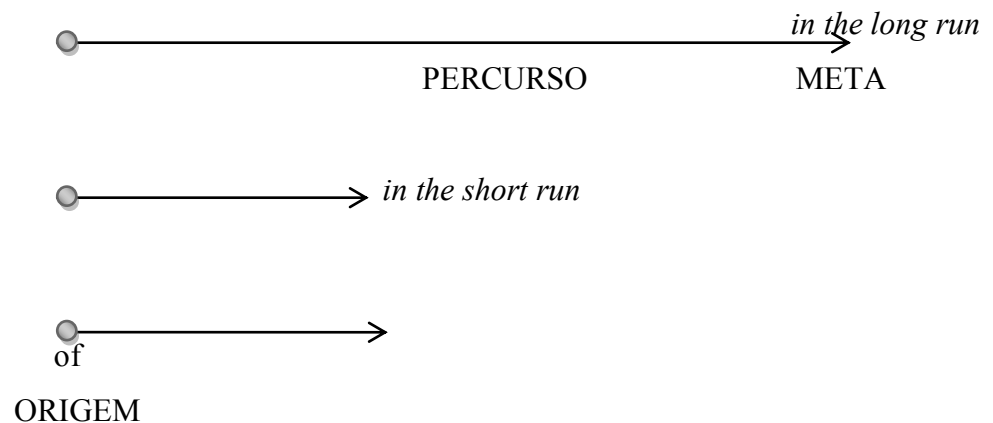 in the long run
PERCURSO META
in the short run
of
ORIGEM